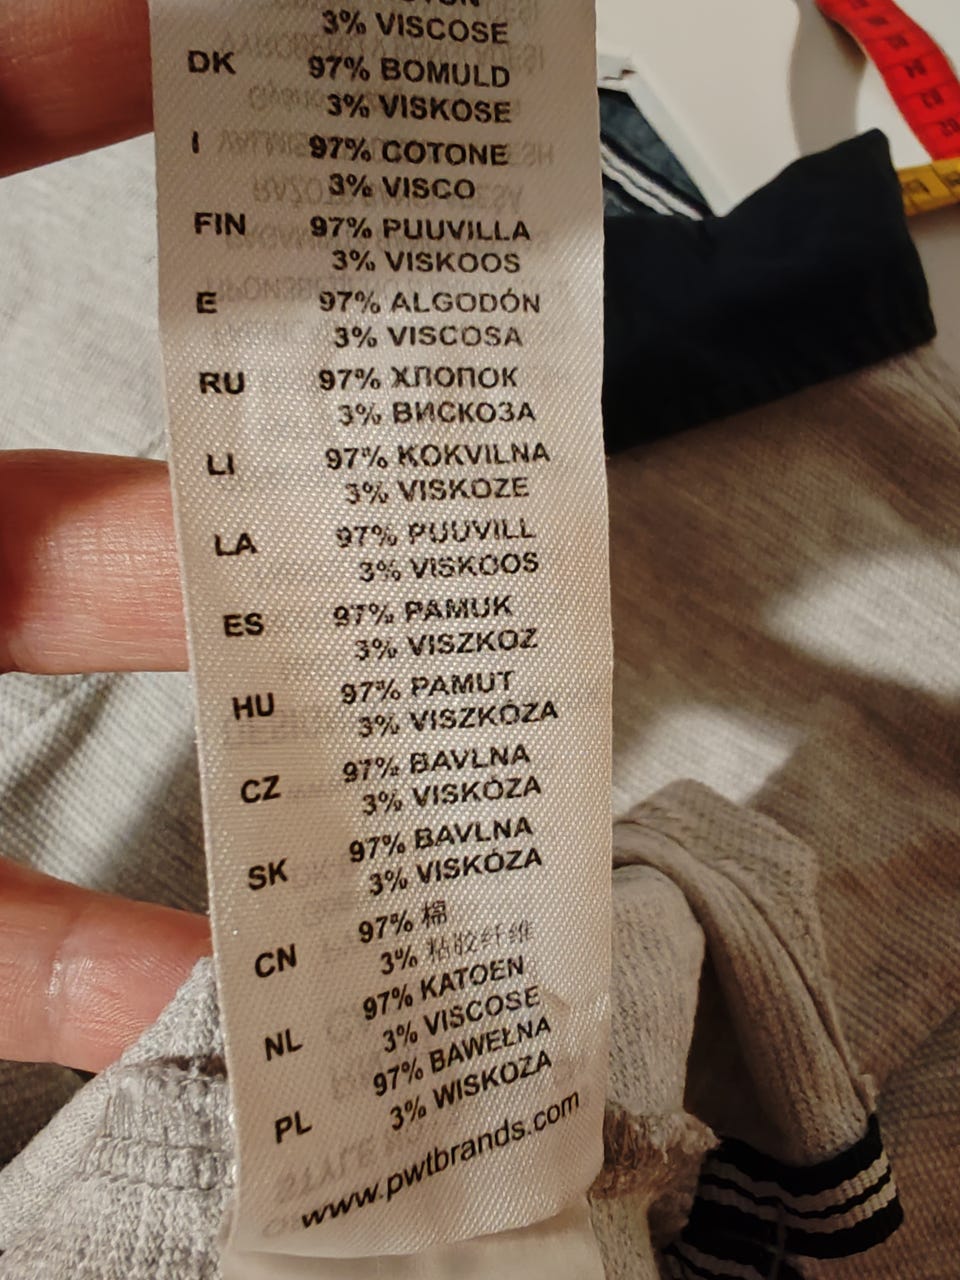 3% VISCOSE
DK 97% BOMULD
3% VISKOSE
I 97% COTONE
3% VISCO
FIN 97% PUUVILLA
3% VISKOOS
E 97% ALGODÓN
3% VISCOSA
RU 97% ХЛОПОК
3% ВИСКОЗА
LI 97% KOKVILNA
3% VISKOZE
LA 97% PUUVILL
3% VISKOOS
ES 97% PAMUK
3% VISZKOZ
HU 97% PAMUT
3% VISZKÓZA
CZ 97% BAVLNA
3% VISKÓZA
SK 97% BAVLNA
3% VISKÓZA
CN 97% 棉
3% 粘胶纤维
NL 97% KATOEN
3% VISCOSE
PL 97% BAWEŁNA
3% WISKOZA
www.pwtbrands.com